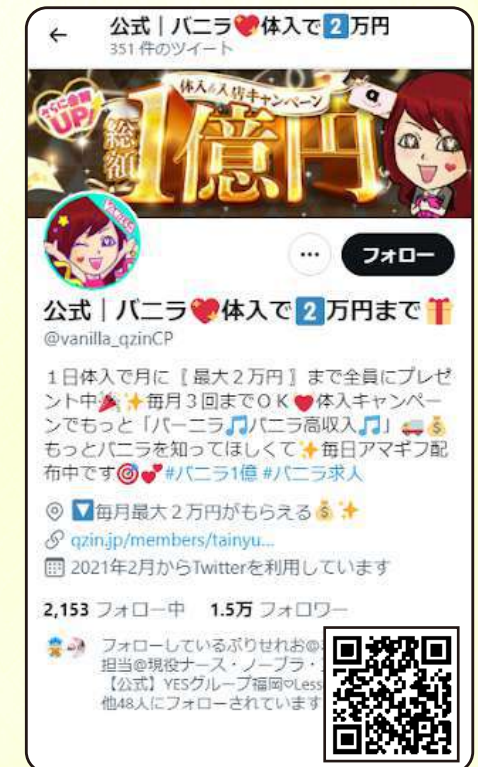 公式｜バニラ💖体入で2️⃣万円
351 件のツイート
さらに金額UP!
体入&入店キャンペーン
総額1億円
フォロー
公式｜バニラ💖体入で2️⃣万円まで🎁
@vanilla_qzinCP
１日体入で月に〖最大２万円〗まで全員にプレゼ
ント中🎉✨毎月３回までＯＫ❤️体入キャンペー
ンでもっと「バーニラ🎵バニラ高収入🎵」🚚💰
もっとバニラを知ってほしくて✨毎日アマギフ配
布中です🎯💕#バニラ1億 #バニラ求人
🔽毎月最大２万円がもらえる💰✨
qzin.jp/members/tainyu...
2021年2月からTwitterを利用しています
2,153 フォロー中 1.5万 フォロワー
フォローしているぷりせれお@
担当@現役ナース・ノーブラ・
【公式】YESグループ福岡♡Less
他48人にフォローされています